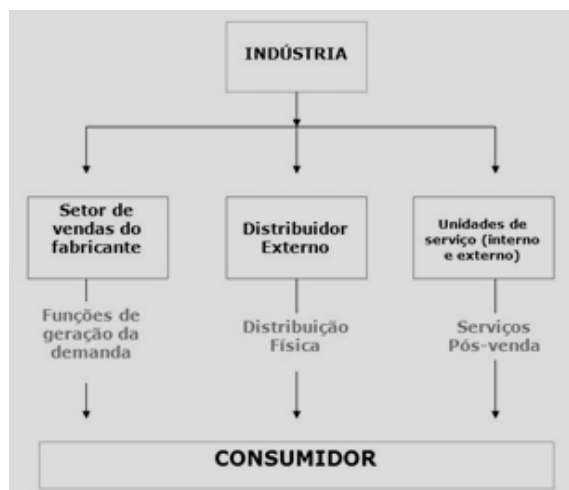 INDÚSTRIA
Setor de
vendas do
fabricante
Distribuidor
Externo
Unidades de
serviço (interno
e externo)
Funções de
geração da
demanda
Distribuição
Física
Serviços
Pós-venda
CONSUMIDOR